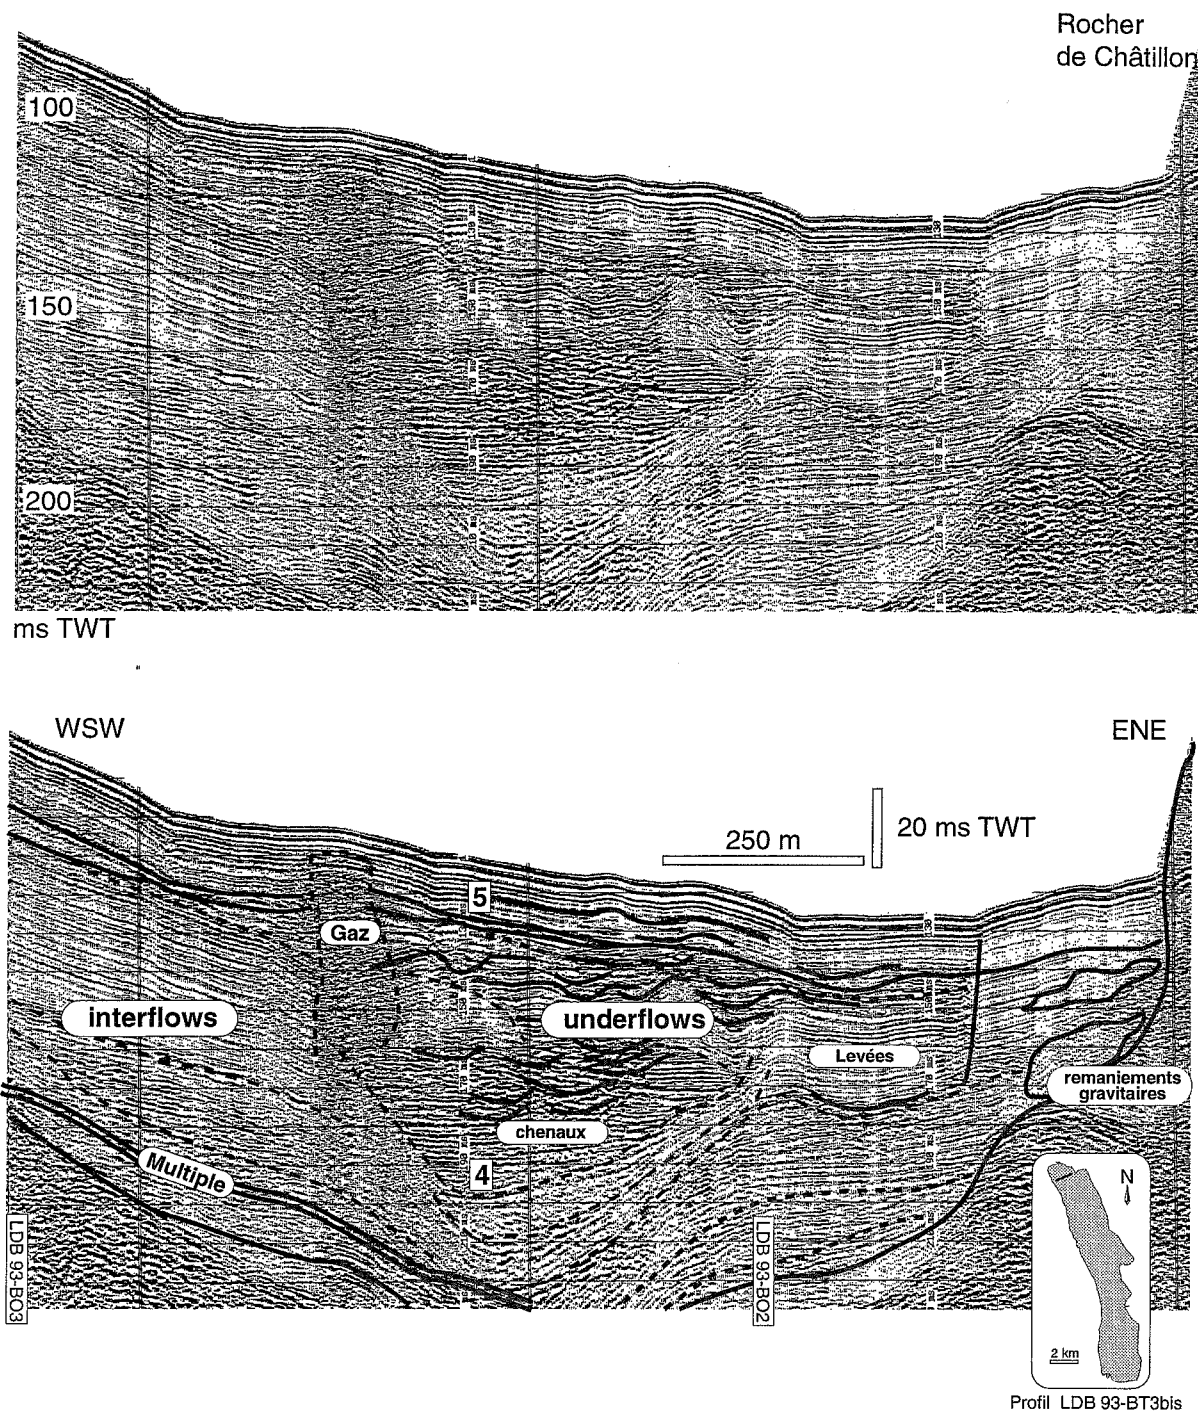 Rocher
de Châtillon
100
150
200
ms TWT
WSW
ENE
20 ms TWT
250 m
5
Gaz
interflows
underflows
Levées
remaniements
gravitaires
chenaux
4
Multiple
N
LDB 93-BO3
LDB 93-BO2
2 km
Profil LDB 93-BT3bis